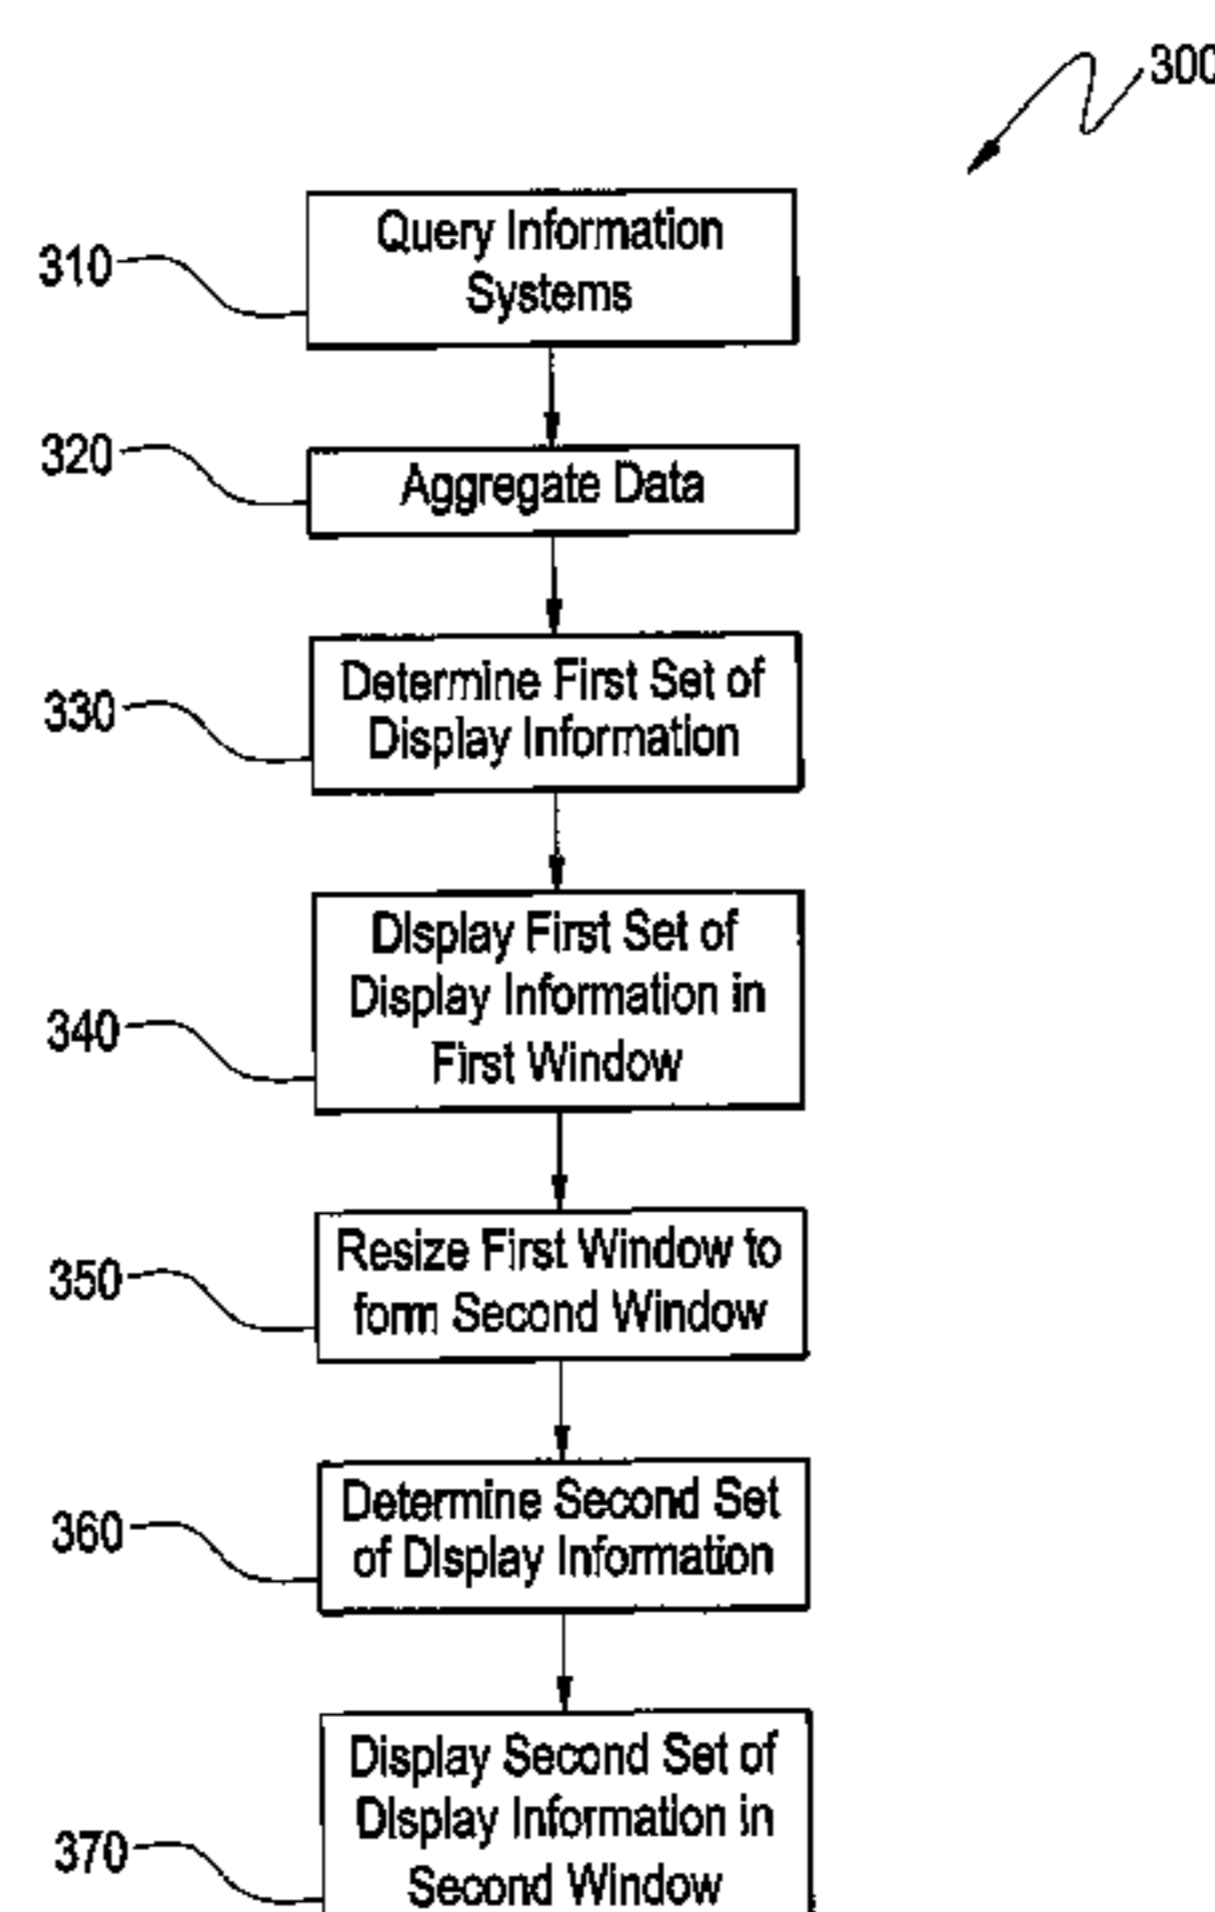 300
310
Query Information
Systems
320
Aggregate Data
330
Determine First Set of
Display Information
340
Display First Set of
Display Information in
First Window
350
Resize First Window to
form Second Window
360
Determine Second Set
of Display Information
370
Display Second Set of
Display Information in
Second Window